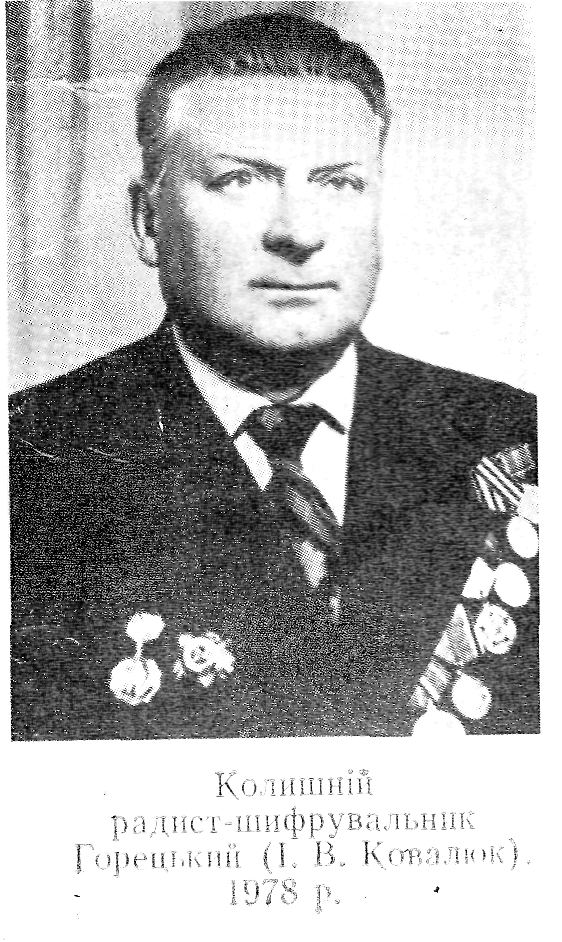 Колишній
радист-шифрувальник
Горецький (І. В. Ковалюк).
1978 р.